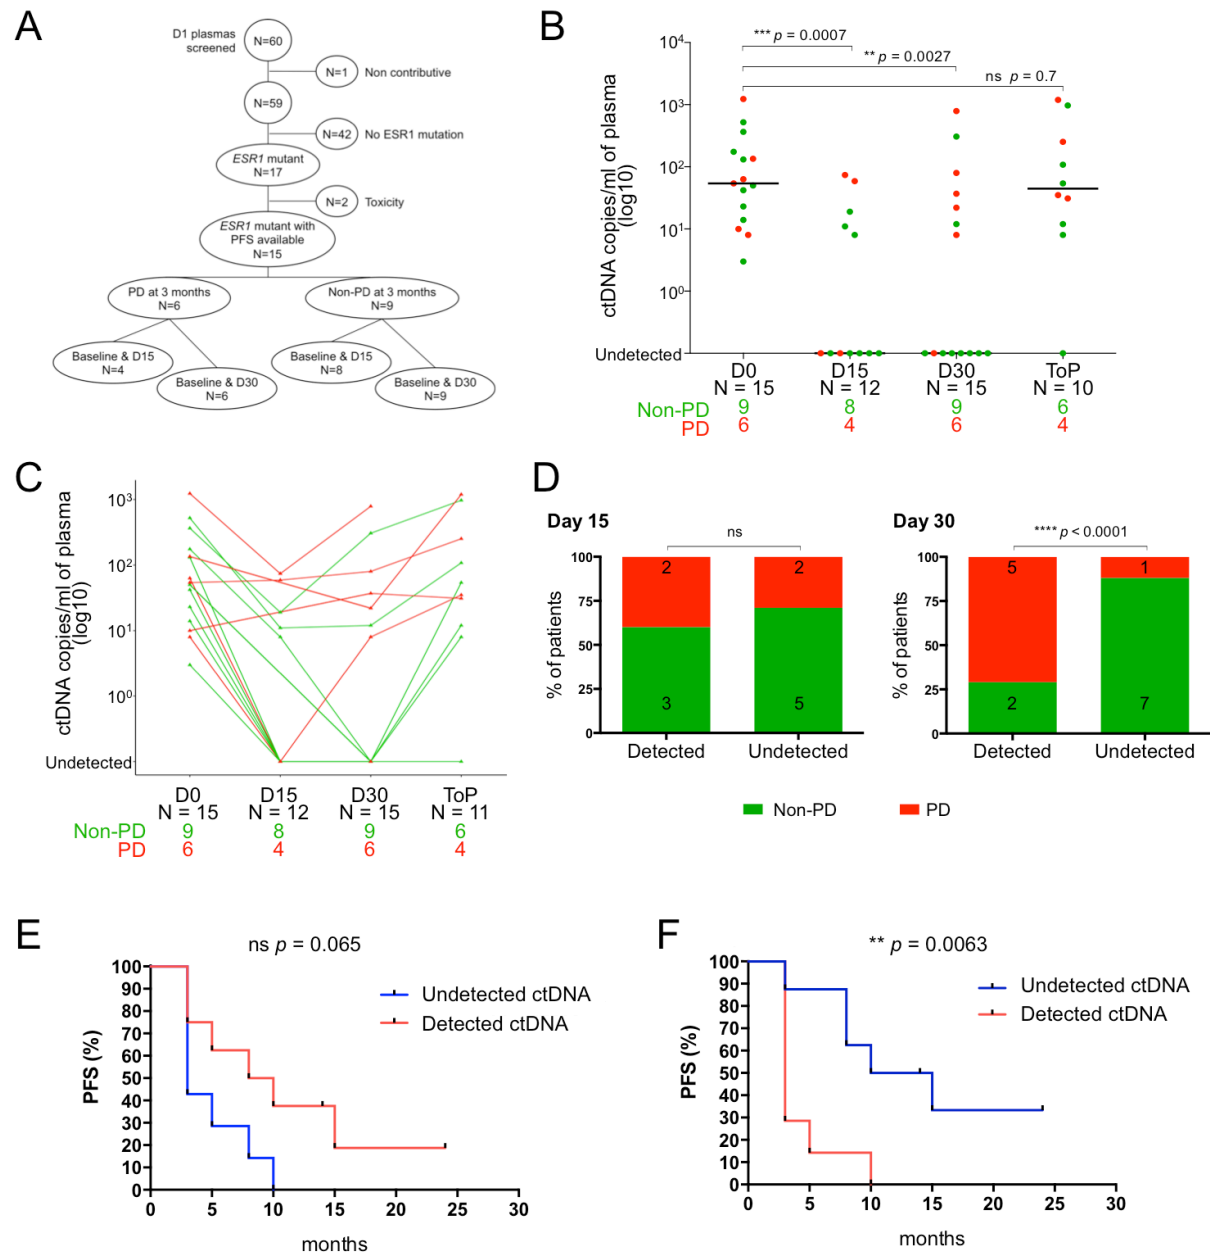 A
D1 plasmas
screened
N=60
N=1
Non contributive
N=59
N=42
No ESR1 mutation
ESR1 mutant
N=17
N=2
Toxicity
ESR1 mutant with
PFS available
N=15
PD at 3 months
N=6
Non-PD at 3 months
N=9
Baseline & D15
N=4
Baseline & D30
N=6
Baseline & D15
N=8
Baseline & D30
N=9
B
*** p = 0.0007
** p = 0.0027
ns p = 0.7
ctDNA copies/ml of plasma
(log10)
10⁴
10³
10²
10¹
10⁰
Undetected
D0 D15 D30 ToP
N = 15 N = 12 N = 15 N = 10
Non-PD 9 8 9 6
PD 6 4 6 4
C
ctDNA copies/ml of plasma
(log10)
10³
10²
10¹
10⁰
Undetected
D0 D15 D30 ToP
N = 15 N = 12 N = 15 N = 11
Non-PD 9 8 9 6
PD 6 4 6 4
D
Day 15
ns
% of patients
100
75
50
25
0
2 2
3 5
Detected Undetected
Day 30
**** p < 0.0001
% of patients
100
75
50
25
0
5 1
2 7
Detected Undetected
Non-PD PD
E
ns p = 0.065
PFS (%)
100
90
80
70
60
50
40
30
20
10
0
Undetected ctDNA
Detected ctDNA
0 5 10 15 20 25 30
months
F
** p = 0.0063
PFS (%)
100
90
80
70
60
50
40
30
20
10
0
Undetected ctDNA
Detected ctDNA
0 5 10 15 20 25 30
months